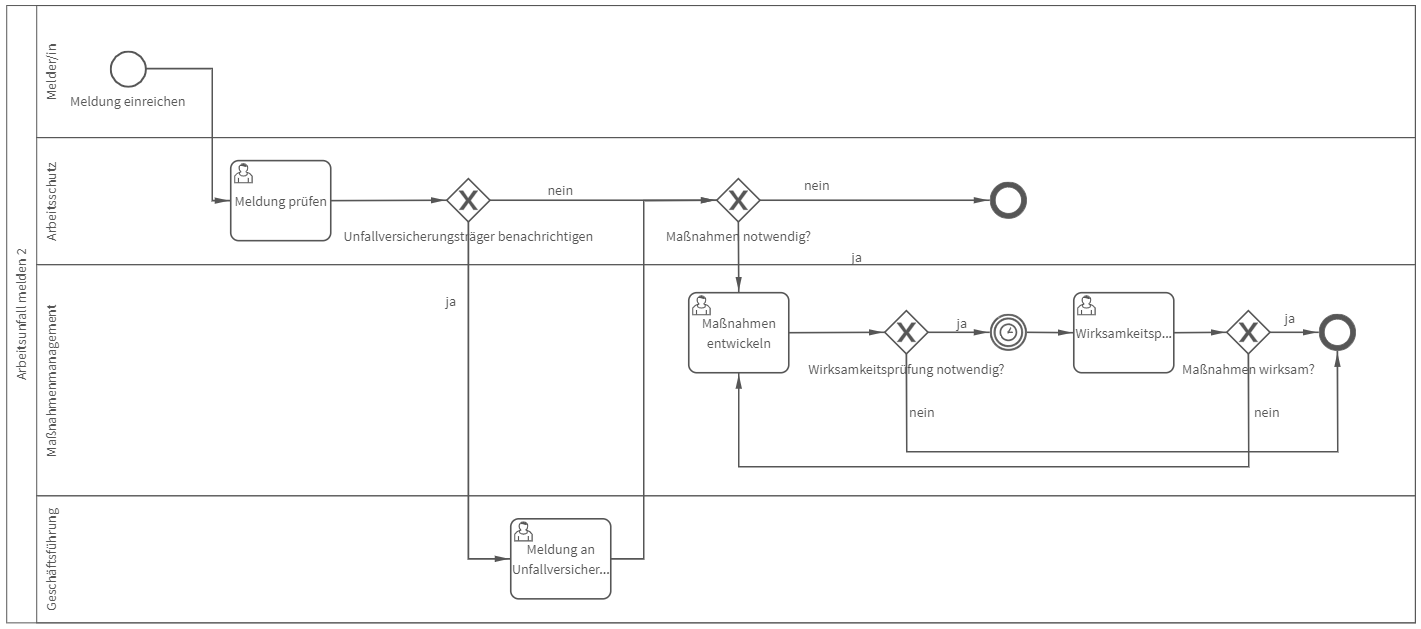 Arbeitsunfall melden 2
Melder/in
Meldung einreichen
Arbeitsschutz
Meldung prüfen
nein
Unfallversicherungsträger benachrichtigen
nein
Maßnahmen notwendig?
ja
Maßnahmenmanagement
ja
Maßnahmen
entwickeln
ja
Wirksamkeitsprüfung notwendig?
nein
Wirksamkeitsp...
ja
Maßnahmen wirksam?
nein
Geschäftsführung
Meldung an
Unfallversicher...